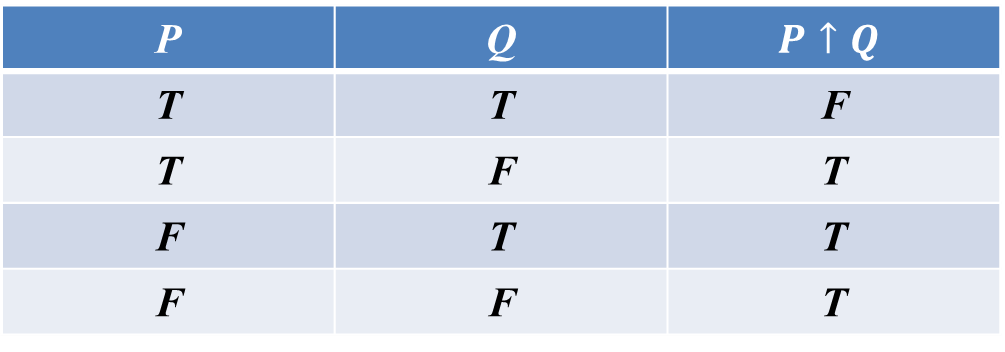 P Q P ↑ Q
T T F
T F T
F T T
F F T